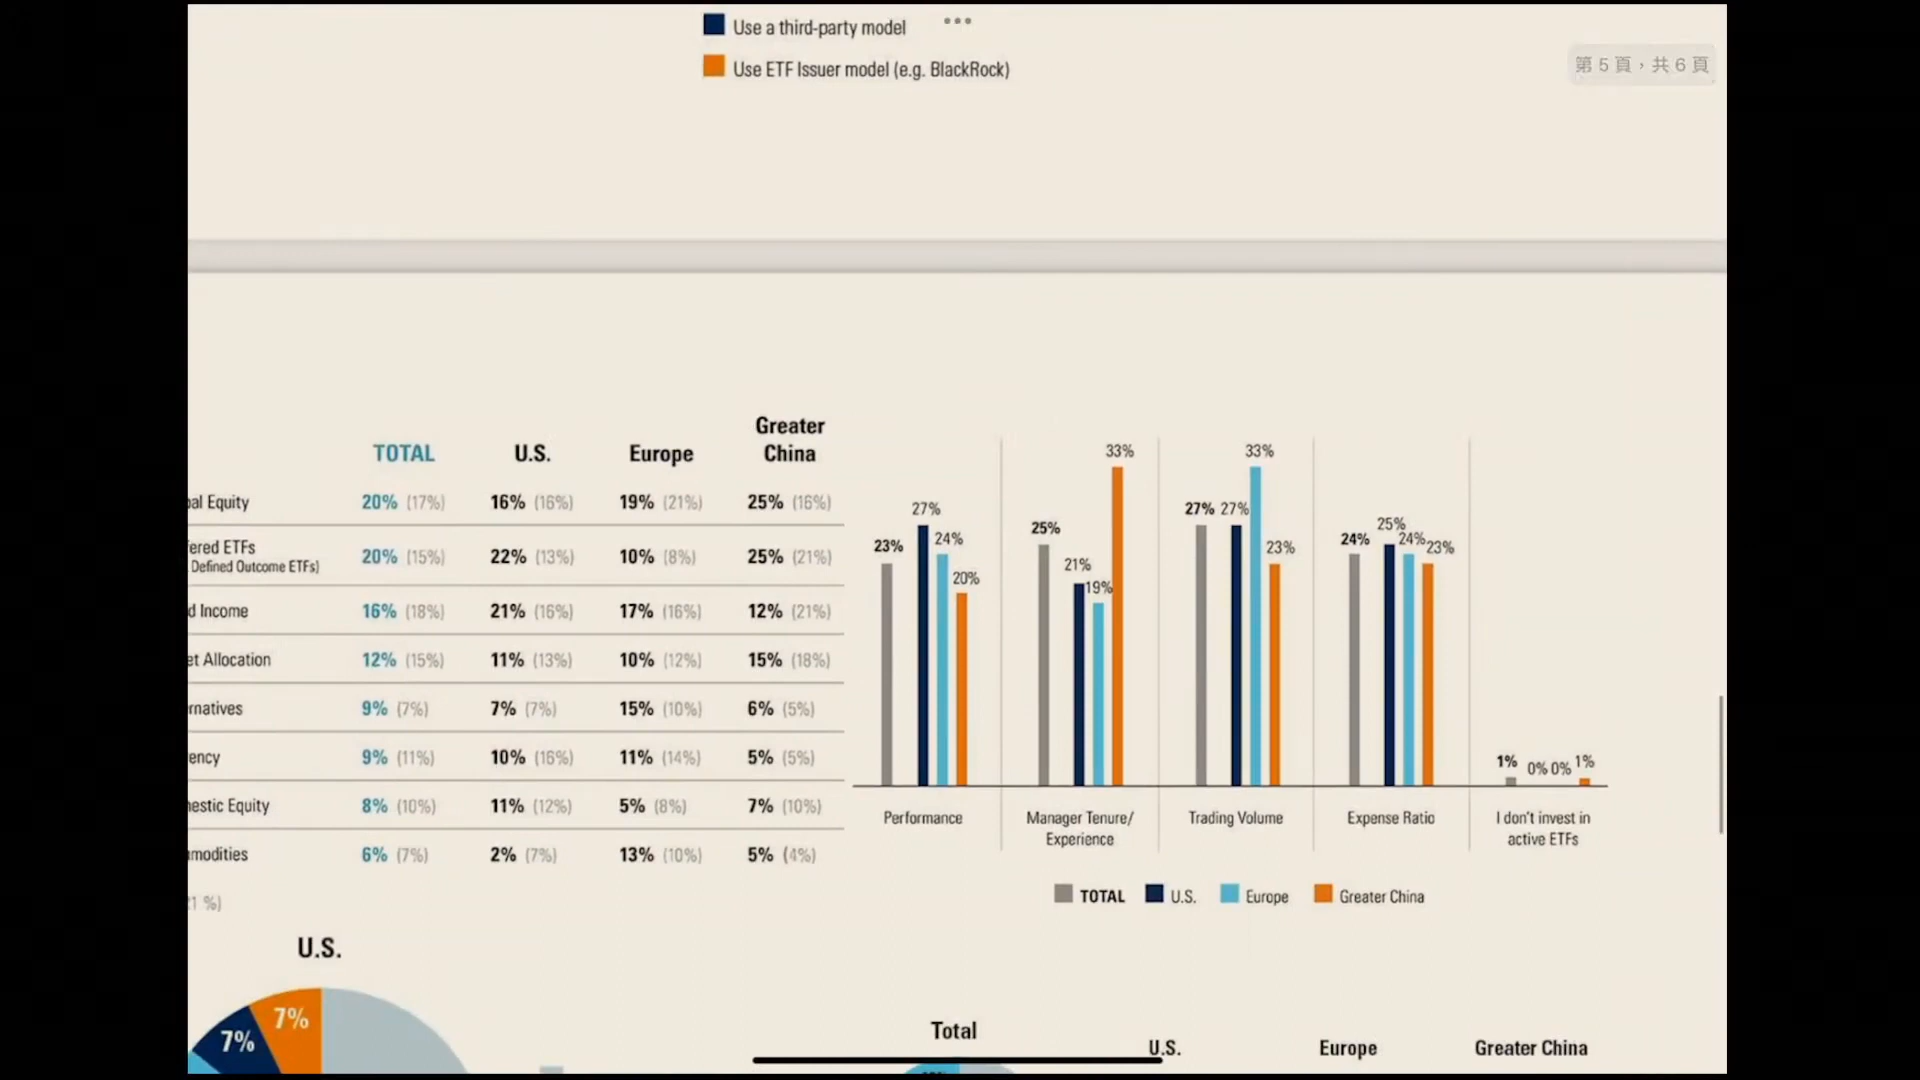 Use a third-party model
Use ETF Issuer model (e.g. BlackRock)
第 5 頁，共 6 頁
TOTAL U.S. Europe Greater China
Equity 20% (17%) 16% (16%) 19% (21%) 25% (16%)
ETFs
Defined Outcome ETFs) 20% (15%) 22% (13%) 10% (8%) 25% (21%)
d Income 16% (18%) 21% (16%) 17% (16%) 12% (21%)
et Allocation 12% (15%) 11% (13%) 10% (12%) 15% (18%)
rnatives 9% (7%) 7% (7%) 15% (10%) 6% (5%)
ency 9% (11%) 10% (16%) 11% (14%) 5% (5%)
nestic Equity 8% (10%) 11% (12%) 5% (8%) 7% (10%)
modities 6% (7%) 2% (7%) 13% (10%) 5% (4%)
%)
23% 27% 24% 20%
25% 21% 19% 33%
27% 27% 33% 23%
24% 25% 24% 23%
1% 0% 0% 1%
Performance
Manager Tenure/
Experience
Trading Volume
Expense Ratio
I don't invest in
active ETFs
TOTAL U.S. Europe Greater China
U.S.
7% 7%
Total U.S. Europe Greater China